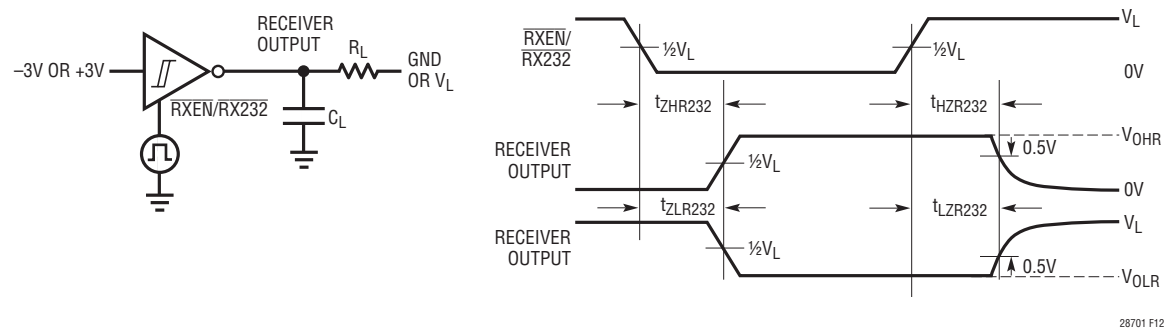 RECEIVER
OUTPUT
R_L
GND
OR V_L
–3V OR +3V
RXEN/RX232
C_L
RXEN/
RX232
½V_L
½V_L
V_L
0V
t_ZHR232
t_HZR232
RECEIVER
OUTPUT
½V_L
V_OHR
0.5V
0V
t_ZLR232
t_LZR232
RECEIVER
OUTPUT
½V_L
V_L
0.5V
V_OLR
28701 F12